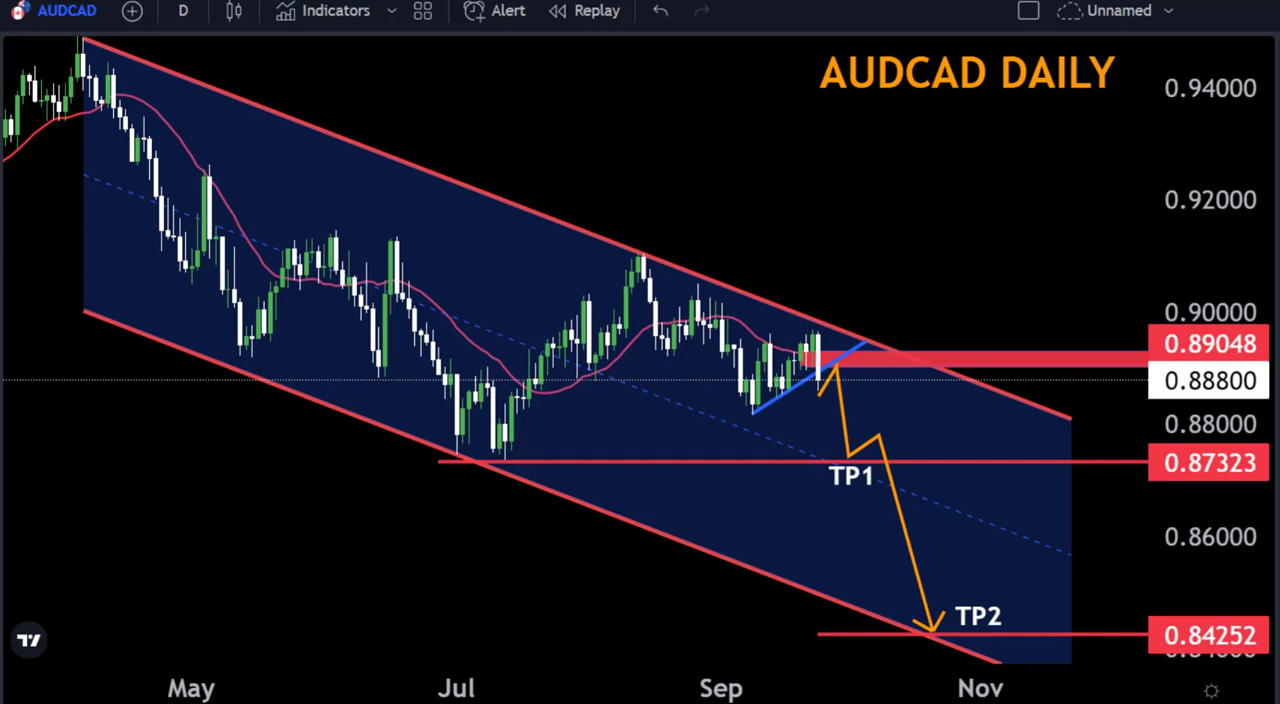 AUDCAD D Indicators Alert Replay Unnamed
AUDCAD DAILY
0.94000
0.92000
0.90000
0.89048
0.88800
0.88000
0.87323
TP1
0.86000
TP2
0.84252
May Jul Sep Nov